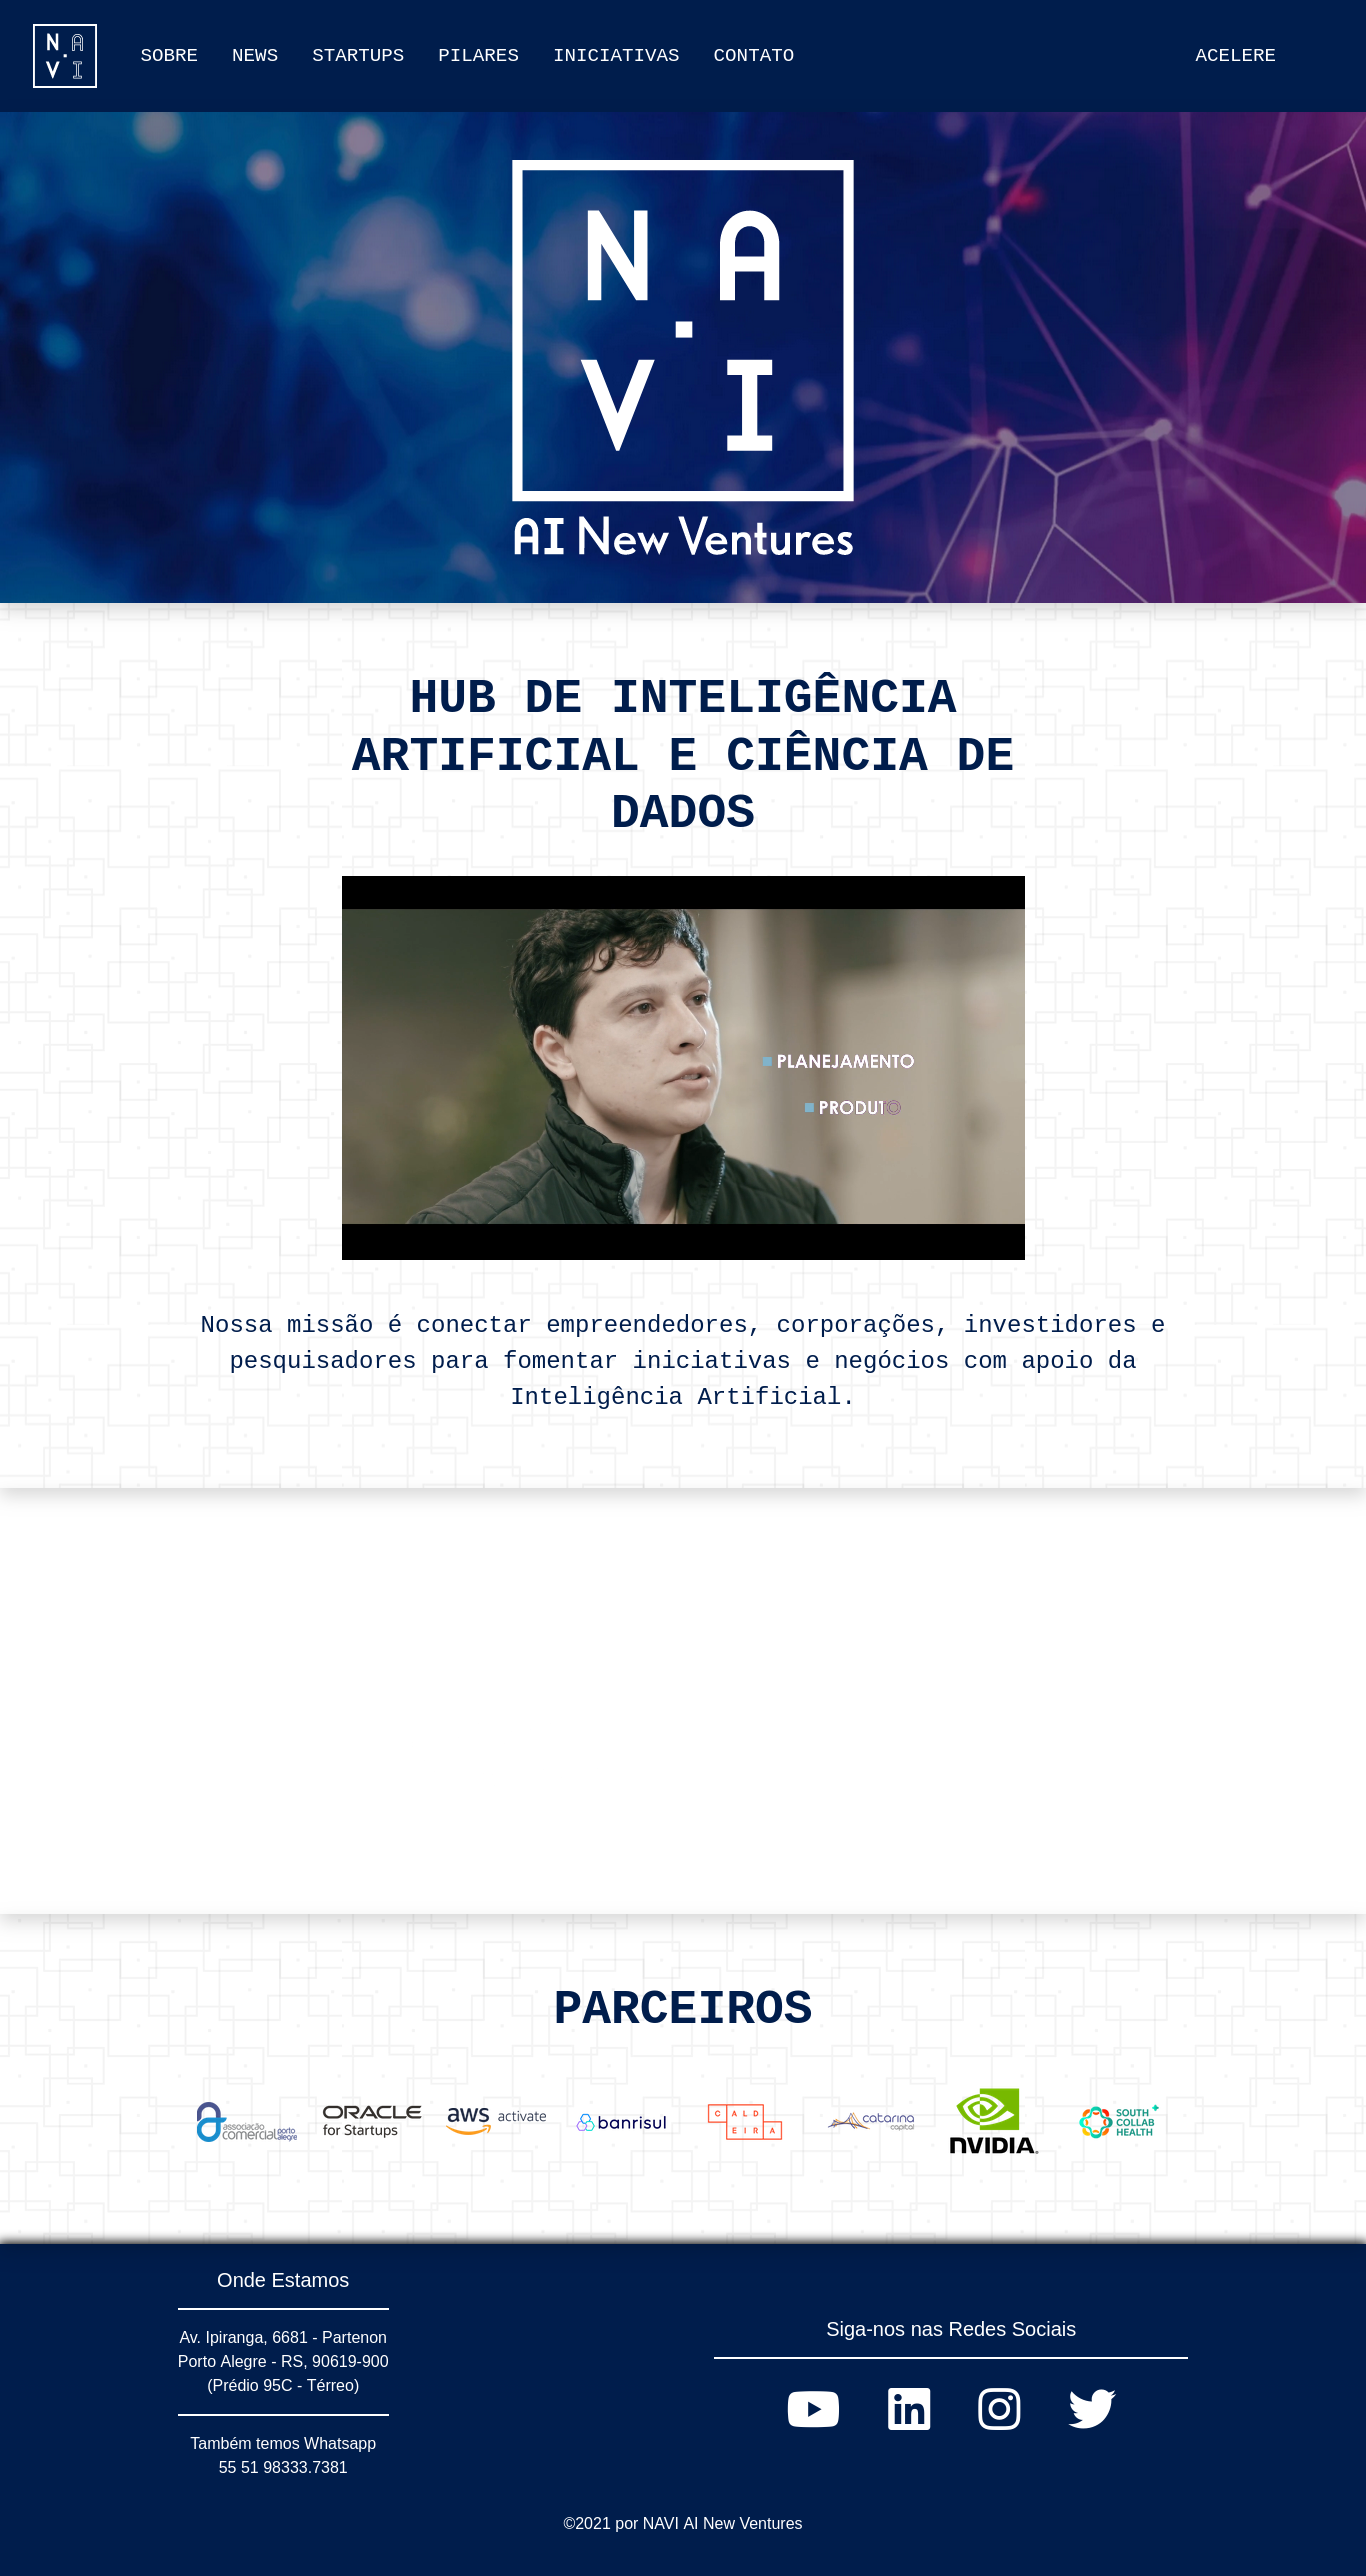 N A
V I
SOBRE NEWS STARTUPS PILARES INICIATIVAS CONTATO ACELERE
N A
V I
AI New Ventures
HUB DE INTELIGÊNCIA
ARTIFICIAL E CIÊNCIA DE
DADOS
PLANEJAMENTO
PRODUT
Nossa missão é conectar empreendedores, corporações, investidores e
pesquisadores para fomentar iniciativas e negócios com apoio da
Inteligência Artificial.
PARCEIROS
associação
comercial porto
alegre
ORACLE
for Startups
aws activate
banrisul
CALD
EIRA
catarina
capital
NVIDIA
SOUTH
COLLAB
HEALTH
Onde Estamos
Av. Ipiranga, 6681 - Partenon
Porto Alegre - RS, 90619-900
(Prédio 95C - Térreo)
Também temos Whatsapp
55 51 98333.7381
Siga-nos nas Redes Sociais
©2021 por NAVI AI New Ventures